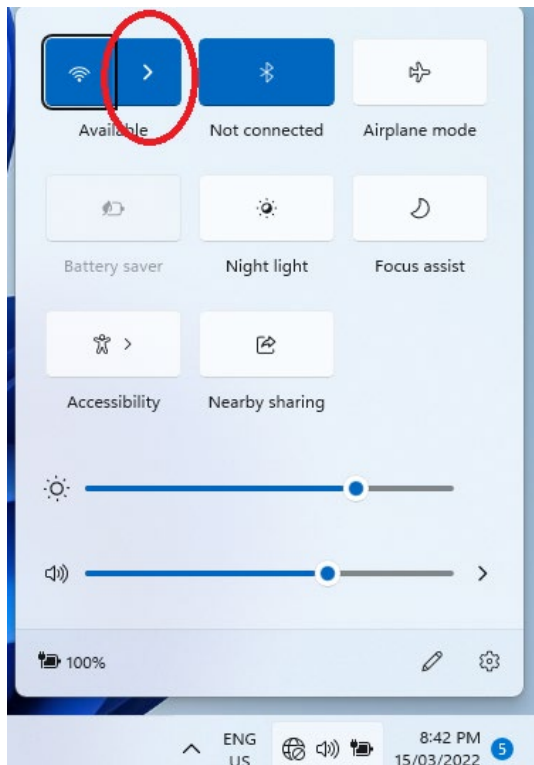 Available
Not connected
Airplane mode
Battery saver
Night light
Focus assist
Accessibility
Nearby sharing
100%
ENG
US
8:42 PM
15/03/2022
5